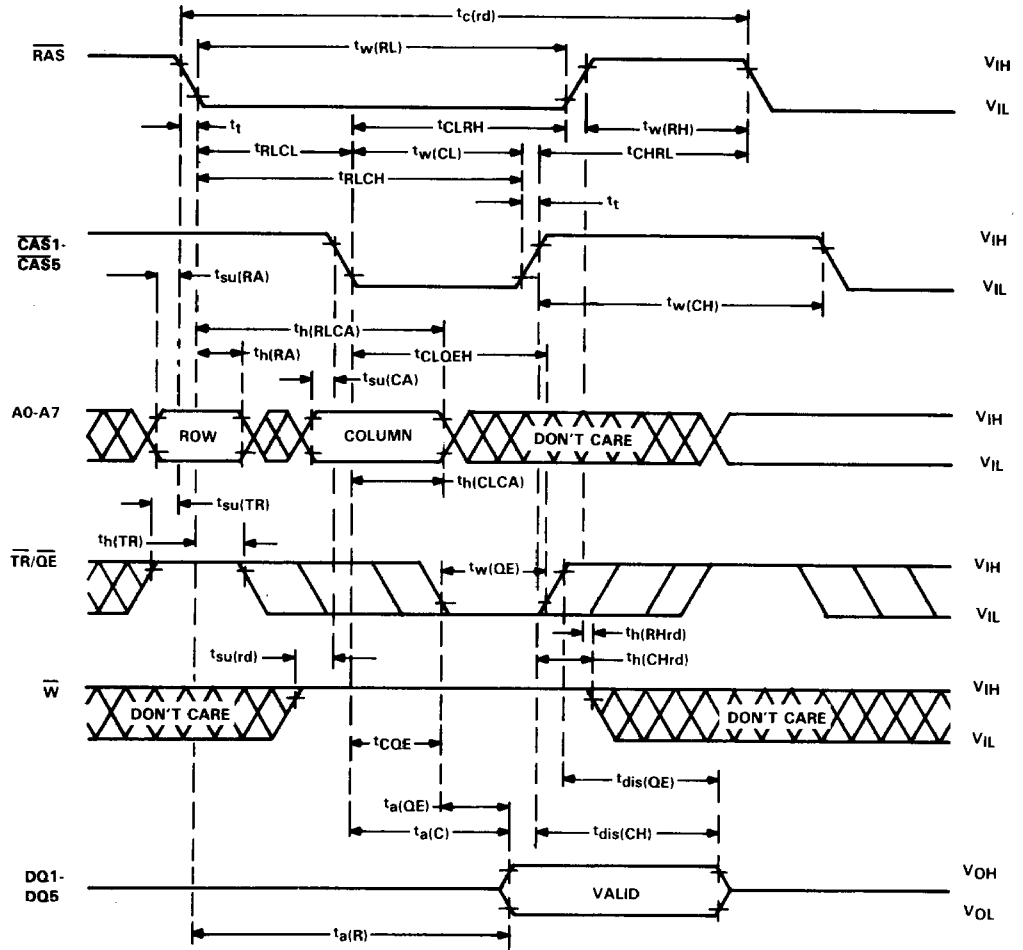 tc(rd)
RAS
tw(RL)
VIH
VIL
tt
tCLRH
tw(RH)
tRLCL
tw(CL)
tCHRL
tRLCH
tt
CAS1-
CAS5
VIH
VIL
tsu(RA)
tw(CH)
th(RLCA)
tCLQEH
th(RA)
tsu(CA)
A0-A7
ROW
COLUMN
DON'T CARE
VIH
VIL
th(CLCA)
tsu(TR)
th(TR)
TR/QE
tw(QE)
VIH
VIL
th(RHrd)
tsu(rd)
th(CHrd)
W
DON'T CARE
DON'T CARE
VIH
VIL
tCQE
tdis(QE)
ta(QE)
ta(C)
tdis(CH)
DQ1-
DQ5
VALID
VOH
VOL
ta(R)